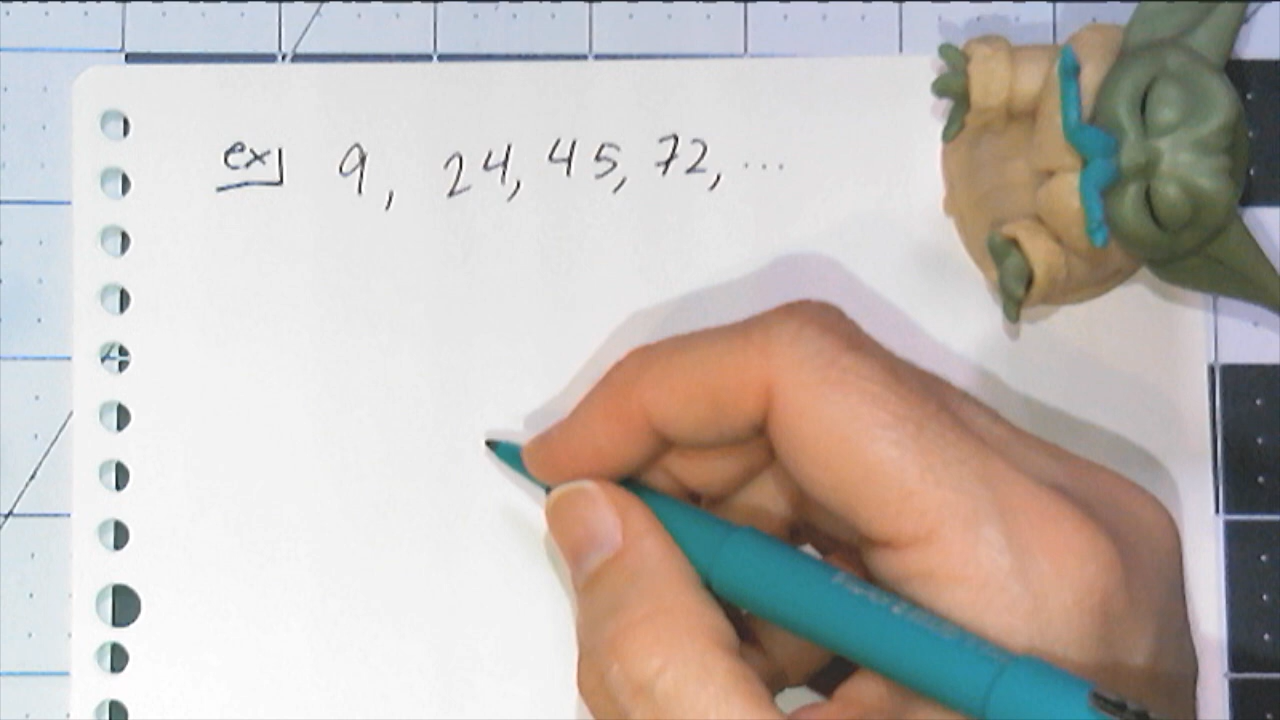 ex] 9, 24, 45, 72, ...